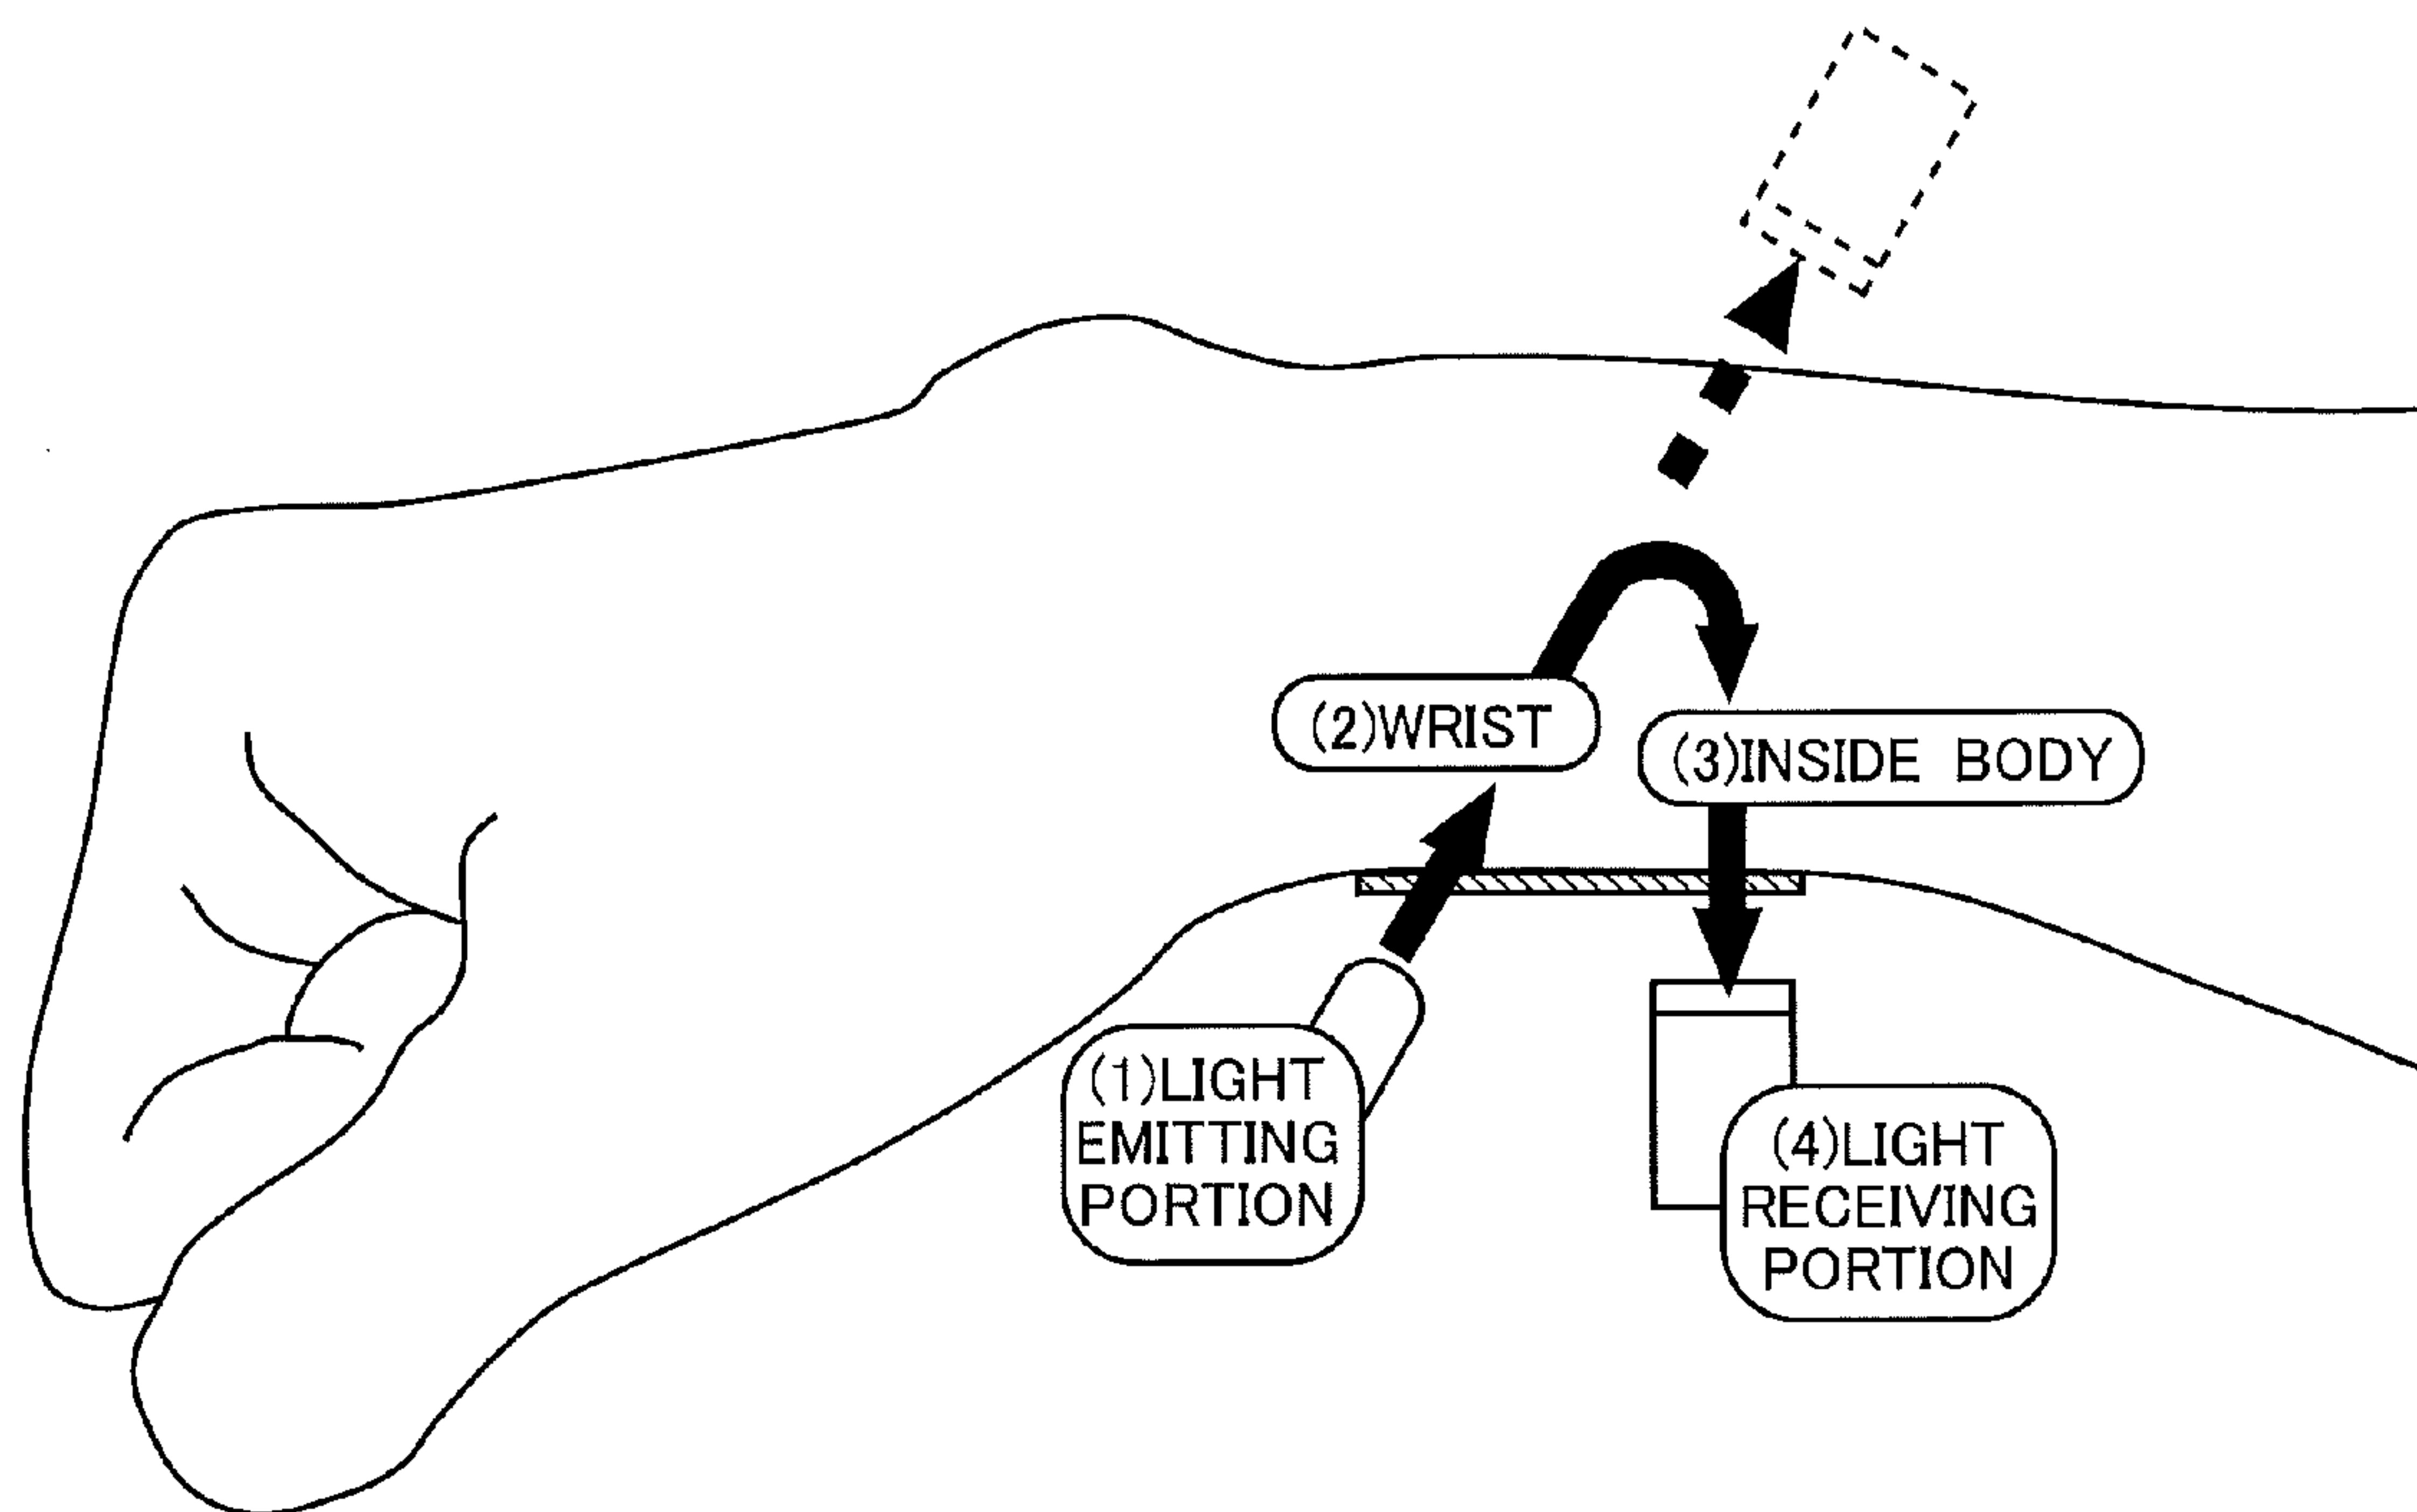 (2)WRIST
(3)INSIDE BODY
(1)LIGHT
EMITTING
PORTION
(4)LIGHT
RECEIVING
PORTION